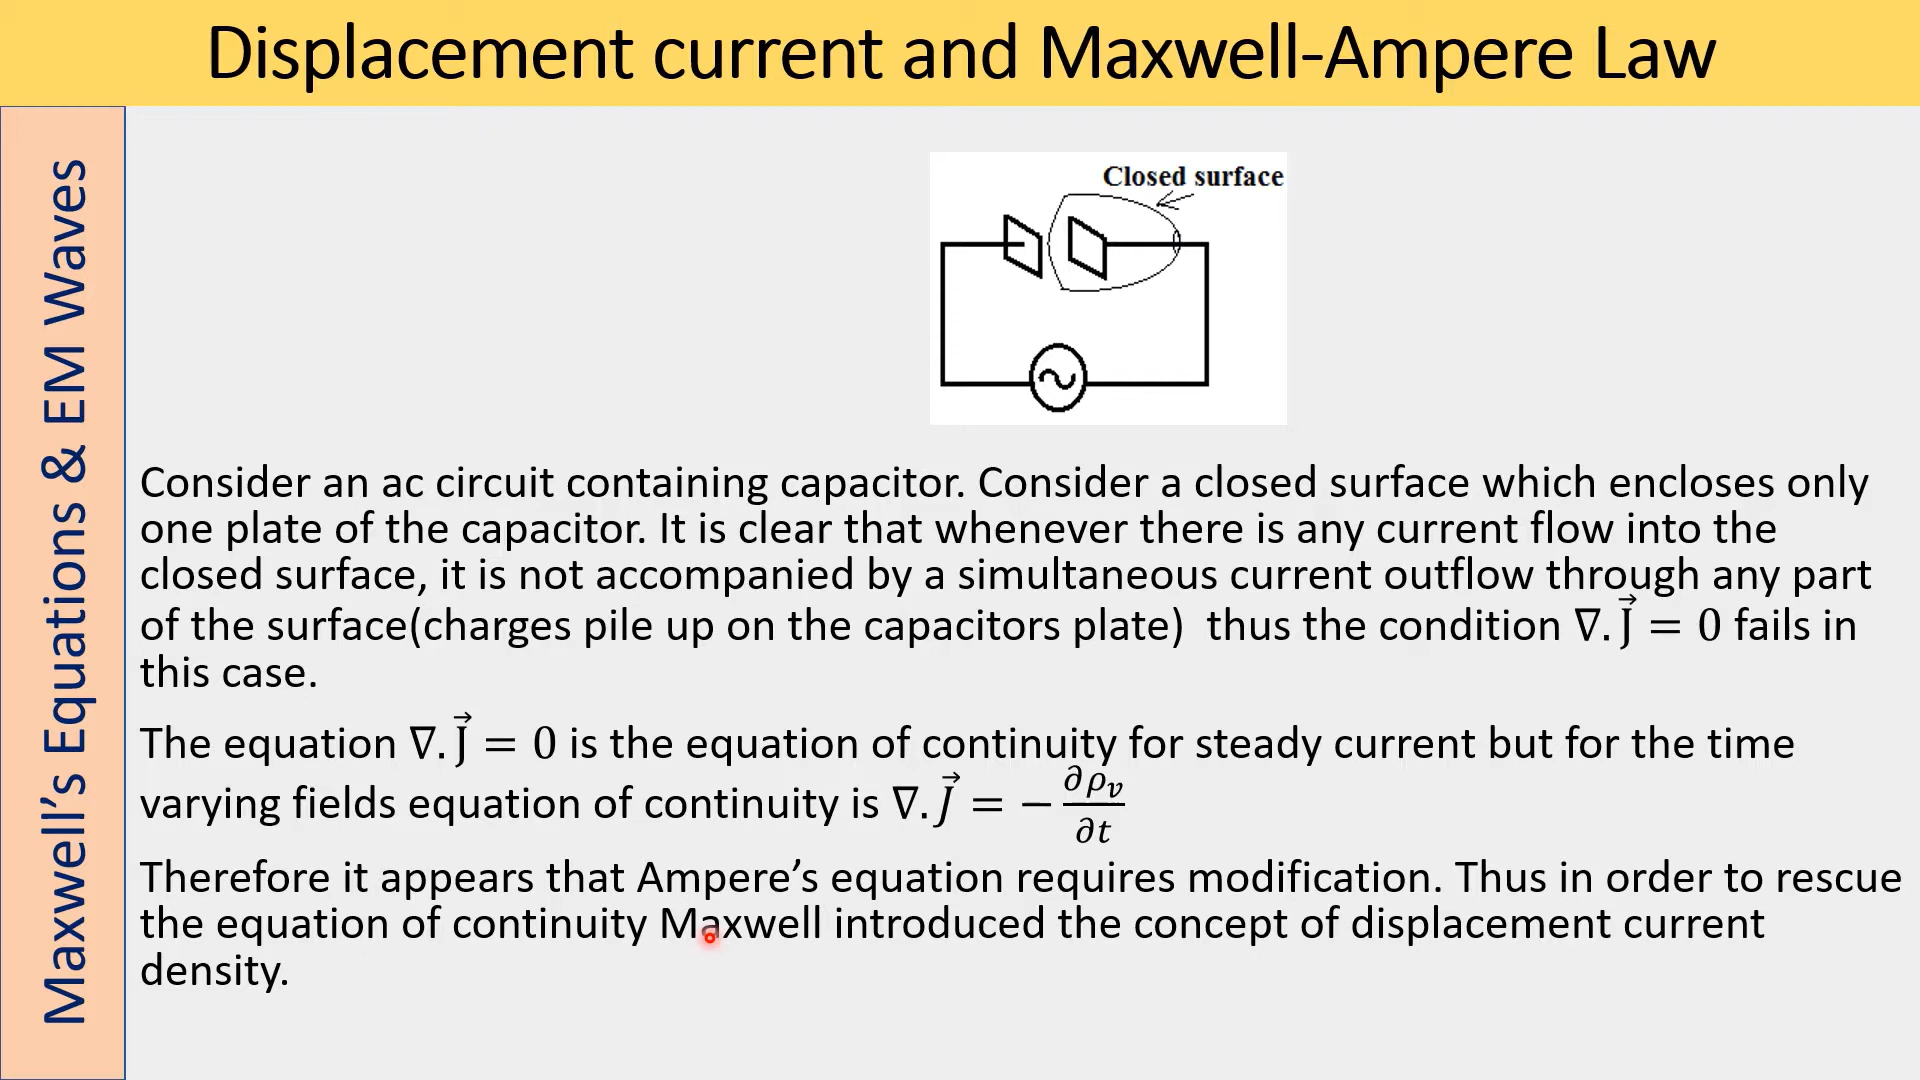 Displacement current and Maxwell-Ampere Law
Maxwell's Equations & EM Waves
Closed surface
Consider an ac circuit containing capacitor. Consider a closed surface which encloses only
one plate of the capacitor. It is clear that whenever there is any current flow into the
closed surface, it is not accompanied by a simultaneous current outflow through any part
of the surface(charges pile up on the capacitors plate)  thus the condition ∇.J⃗ = 0 fails in
this case.
The equation ∇.J⃗ = 0 is the equation of continuity for steady current but for the time
varying fields equation of continuity is ∇.J⃗ = −∂ρᵥ/∂t
Therefore it appears that Ampere’s equation requires modification. Thus in order to rescue
the equation of continuity Maxwell introduced the concept of displacement current
density.